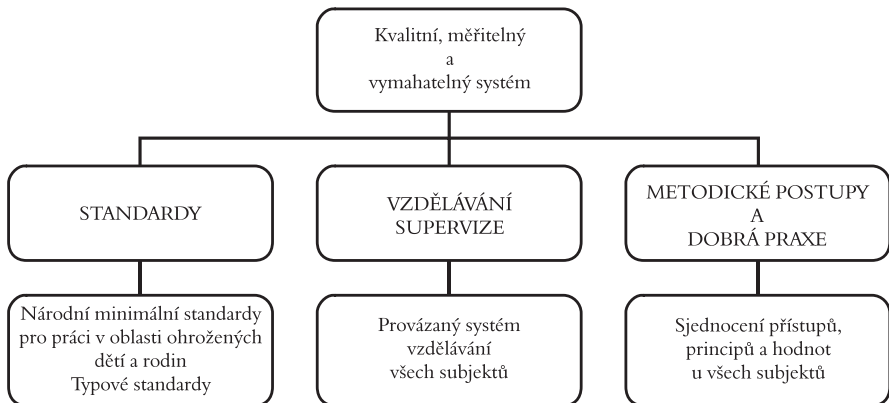 Kvalitní, měřitelný
a
vymahatelný systém
STANDARDY
VZDĚLÁVÁNÍ
SUPERVIZE
METODICKÉ POSTUPY
A
DOBRÁ PRAXE
Národní minimální standardy
pro práci v oblasti ohrožených
dětí a rodin
Typové standardy
Provázaný systém
vzdělávání
všech subjektů
Sjednocení přístupů,
principů a hodnot
u všech subjektů